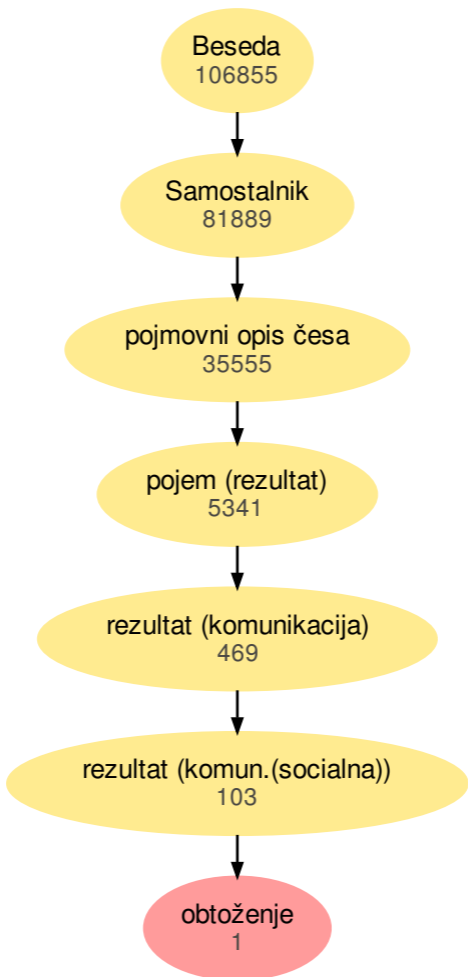 Beseda
106855
Samostalnik
81889
pojmovni opis česa
35555
pojem (rezultat)
5341
rezultat (komunikacija)
469
rezultat (komun.(socialna))
103
obtoženje
1